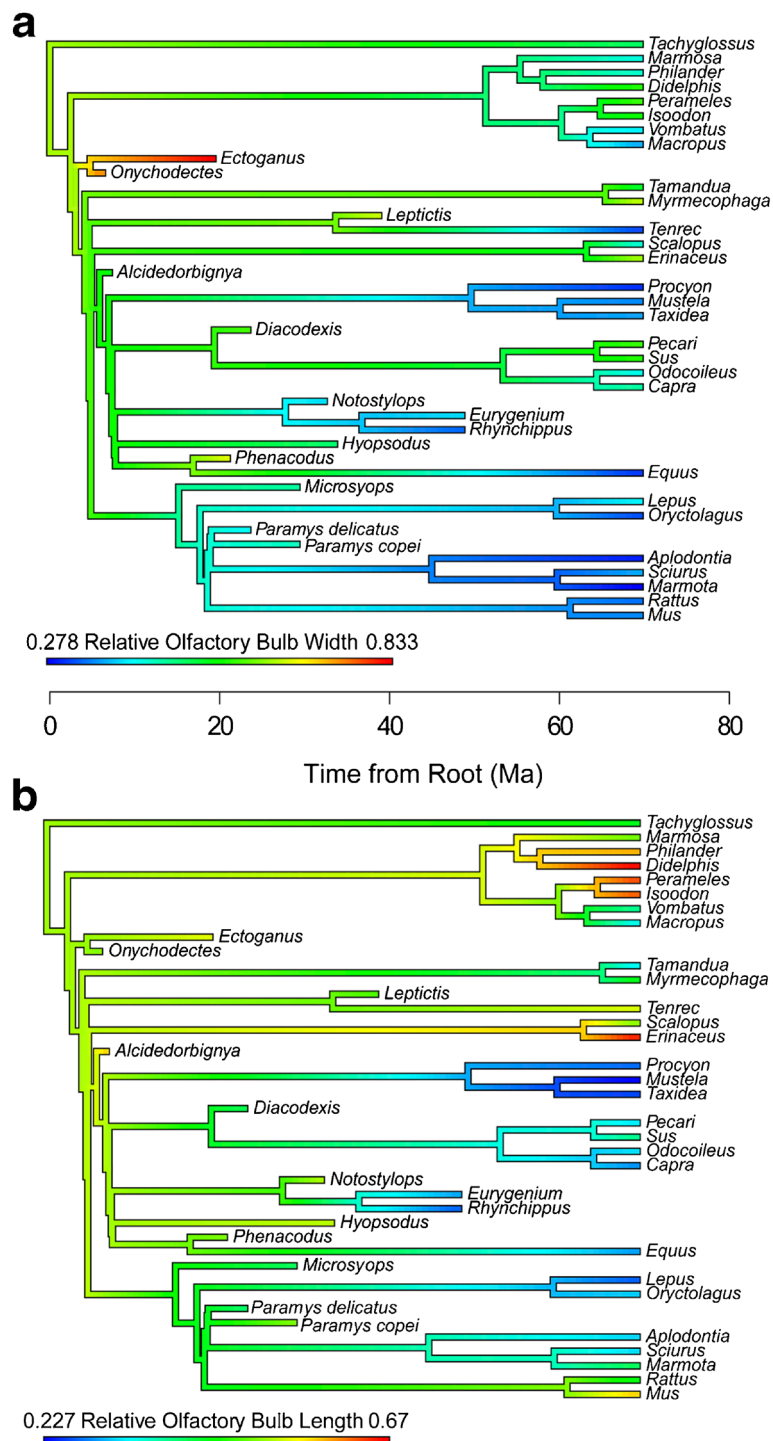 a
Tachyglossus
Marmosa
Philander
Didelphis
Perameles
Isoodon
Vombatus
Macropus
Ectoganus
Onychodectes
Tamandua
Myrmecophaga
Leptictis
Tenrec
Scalopus
Erinaceus
Alcidedorbignya
Procyon
Mustela
Taxidea
Diacodexis
Pecari
Sus
Odocoileus
Capra
Notostylops
Eurygenium
Rhynchippus
Hyopsodus
Phenacodus
Equus
Microsyops
Lepus
Oryctolagus
Paramys delicatus
Paramys copei
Aplodontia
Sciurus
Marmota
Rattus
Mus
0.278 Relative Olfactory Bulb Width 0.833
0 20 40 60 80
Time from Root (Ma)
b
Tachyglossus
Marmosa
Philander
Didelphis
Perameles
Isoodon
Vombatus
Macropus
Ectoganus
Onychodectes
Tamandua
Myrmecophaga
Leptictis
Tenrec
Scalopus
Erinaceus
Alcidedorbignya
Procyon
Mustela
Taxidea
Diacodexis
Pecari
Sus
Odocoileus
Capra
Notostylops
Eurygenium
Rhynchippus
Hyopsodus
Phenacodus
Equus
Microsyops
Lepus
Oryctolagus
Paramys delicatus
Paramys copei
Aplodontia
Sciurus
Marmota
Rattus
Mus
0.227 Relative Olfactory Bulb Length 0.67